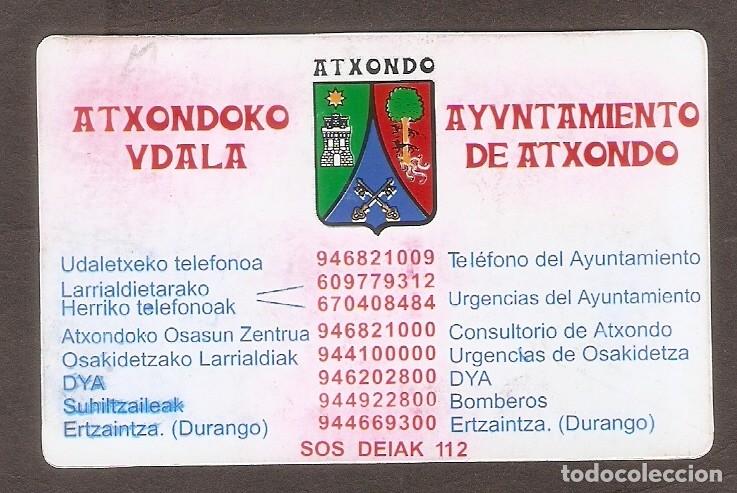 ATXONDO
ATXONDOKO
UDALA
AYUNTAMIENTO
DE ATXONDO
Udaletxeko telefonoa 946821009 Teléfono del Ayuntamiento
Larrialdietarako 609779312
Herriko telefonoak 670408484 Urgencias del Ayuntamiento
Atxondoko Osasun Zentrua 946821000 Consultorio de Atxondo
Osakidetzako Larrialdiak 944100000 Urgencias de Osakidetza
DYA 946202800 DYA
Suhiltzaileak 944922800 Bomberos
Ertzaintza. (Durango) 944669300 Ertzaintza. (Durango)
SOS DEIAK 112
todocoleccion